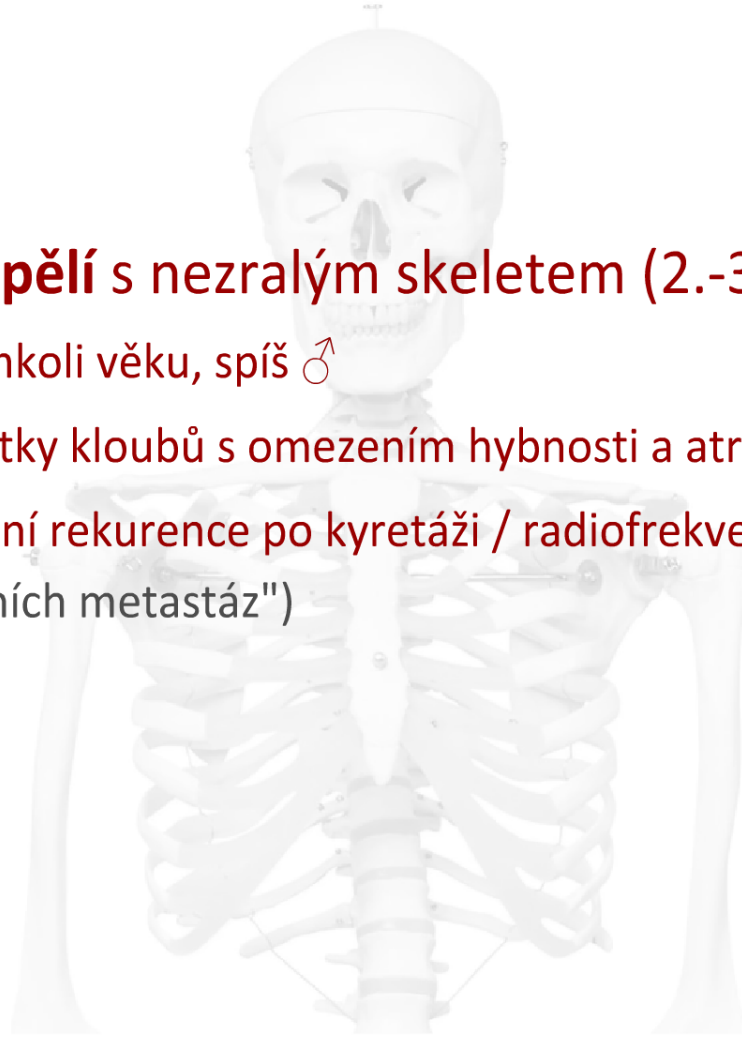 pělí s nezralým skeletem (2.-3
nkoli věku, spíš ♂
tky kloubů s omezením hybnosti a atr
ní rekurence po kyretáži / radiofrekve
ních metastáz")